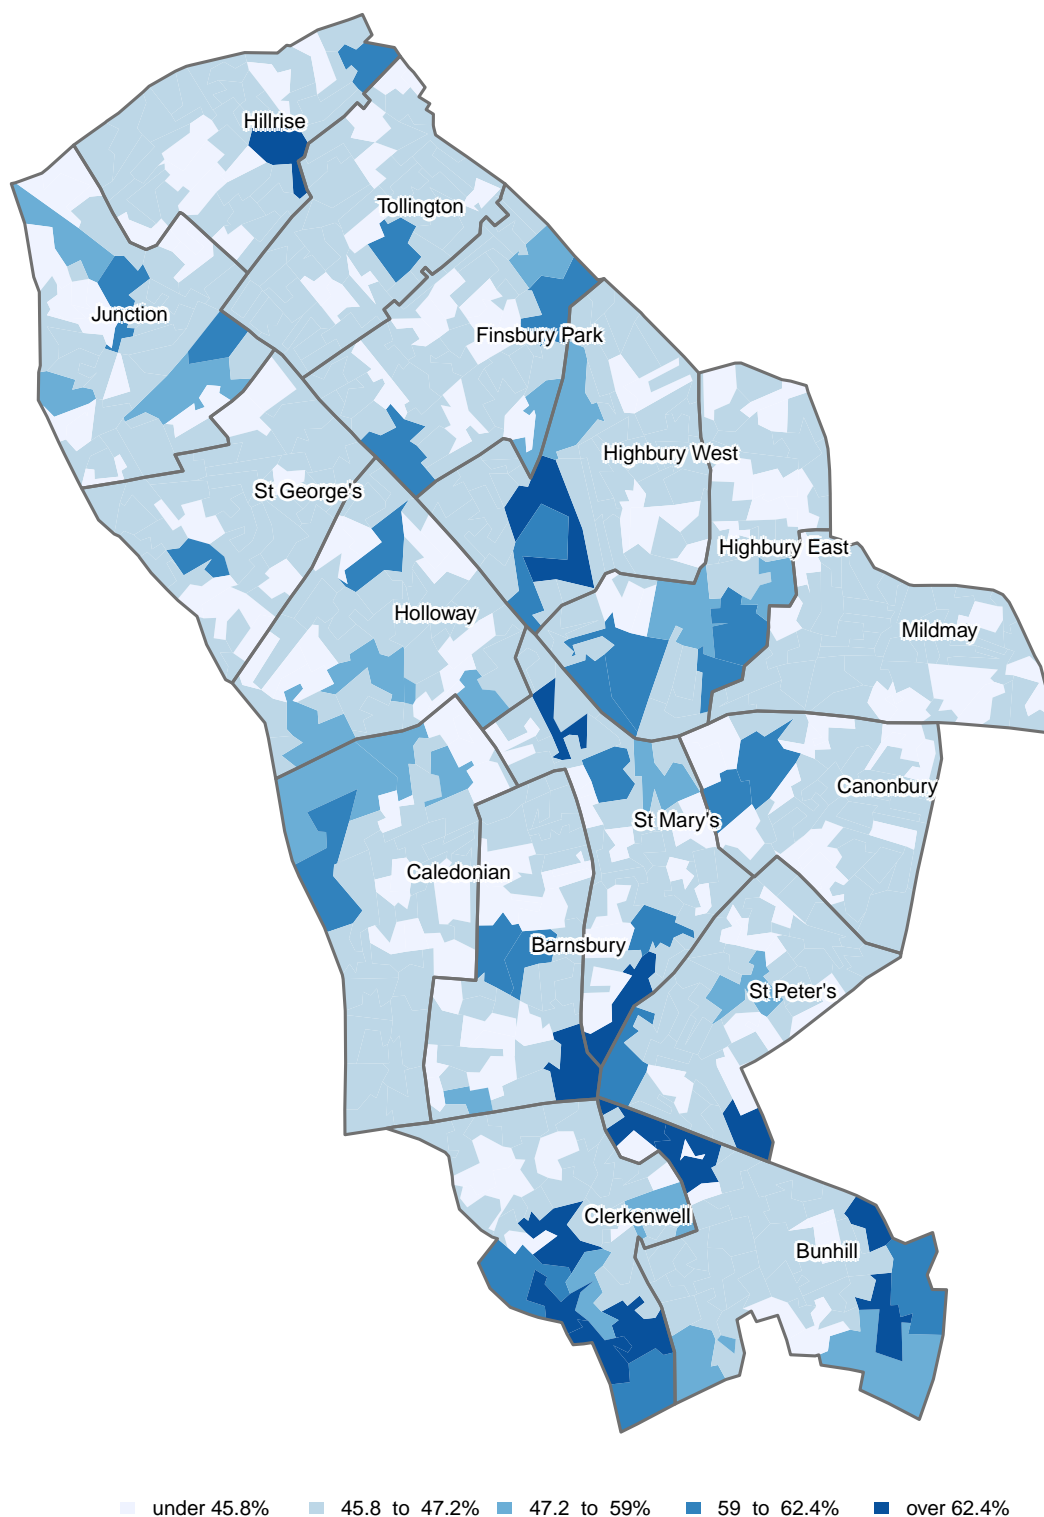 Hillrise
Tollington
Junction
Finsbury Park
Highbury West
St George's
Highbury East
Holloway
Mildmay
Canonbury
St Mary's
Caledonian
Barnsbury
St Peter's
Clerkenwell
Bunhill
under 45.8% 45.8 to 47.2% 47.2 to 59% 59 to 62.4% over 62.4%